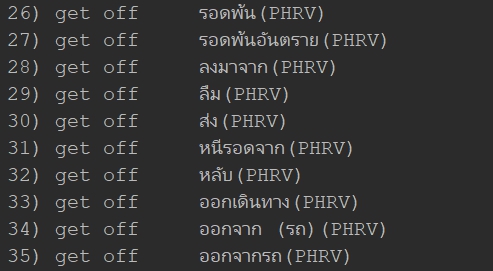 26) get off รอดพ้น(PHRV)
27) get off รอดพ้นอันตราย(PHRV)
28) get off ลงมาจาก(PHRV)
29) get off ลืม(PHRV)
30) get off ส่ง(PHRV)
31) get off หนีรอดจาก(PHRV)
32) get off หลับ(PHRV)
33) get off ออกเดินทาง(PHRV)
34) get off ออกจาก (รถ)(PHRV)
35) get off ออกจากรถ(PHRV)